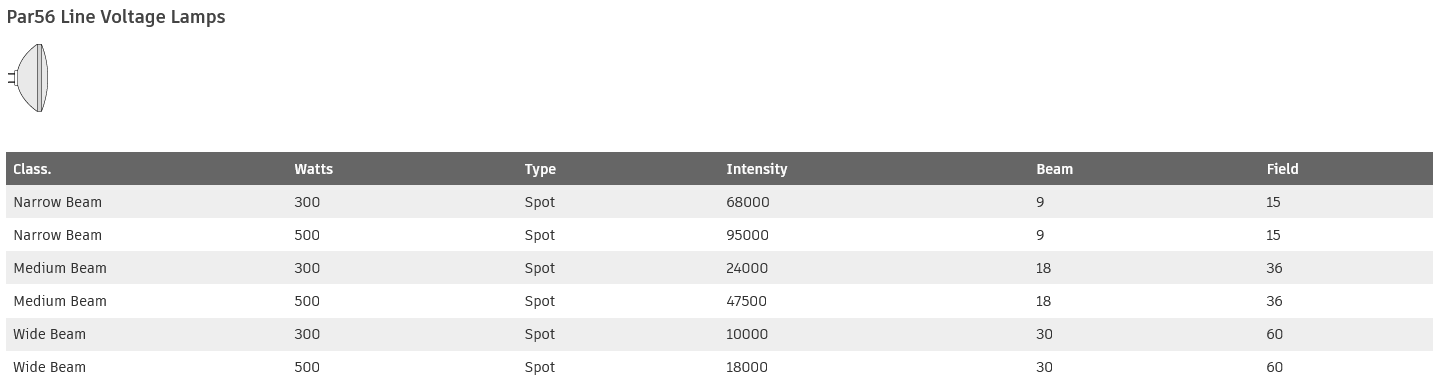 Par56 Line Voltage Lamps
Class. Watts Type Intensity Beam Field
Narrow Beam 300 Spot 68000 9 15
Narrow Beam 500 Spot 95000 9 15
Medium Beam 300 Spot 24000 18 36
Medium Beam 500 Spot 47500 18 36
Wide Beam 300 Spot 10000 30 60
Wide Beam 500 Spot 18000 30 60